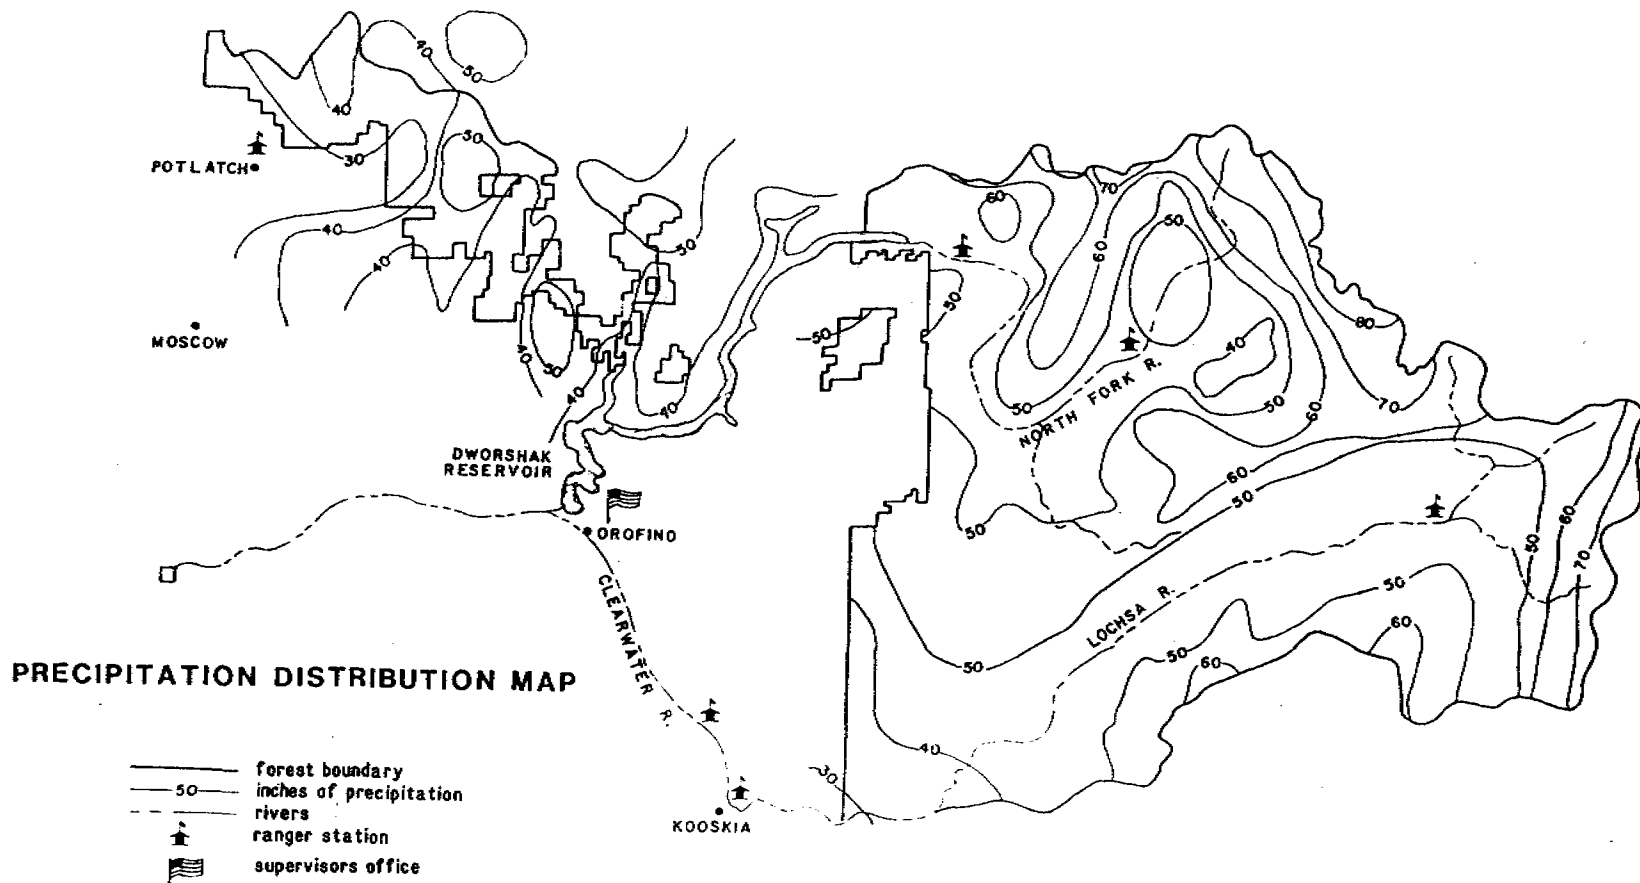 40
50
40
50
30
POTLATCH
70
60
50
40
50
60
40
50
80
50
MOSCOW
40
40
50
40
50
40
50
70
60
NORTH FORK R.
DWORSHAK
RESERVOIR
60
50
60
50
OROFINO
50
70
50
LOCHSA R.
60
CLEARWATER R.
50
60
50
PRECIPITATION DISTRIBUTION MAP
40
30
forest boundary
50 inches of precipitation
rivers
KOOSKIA
ranger station
supervisors office